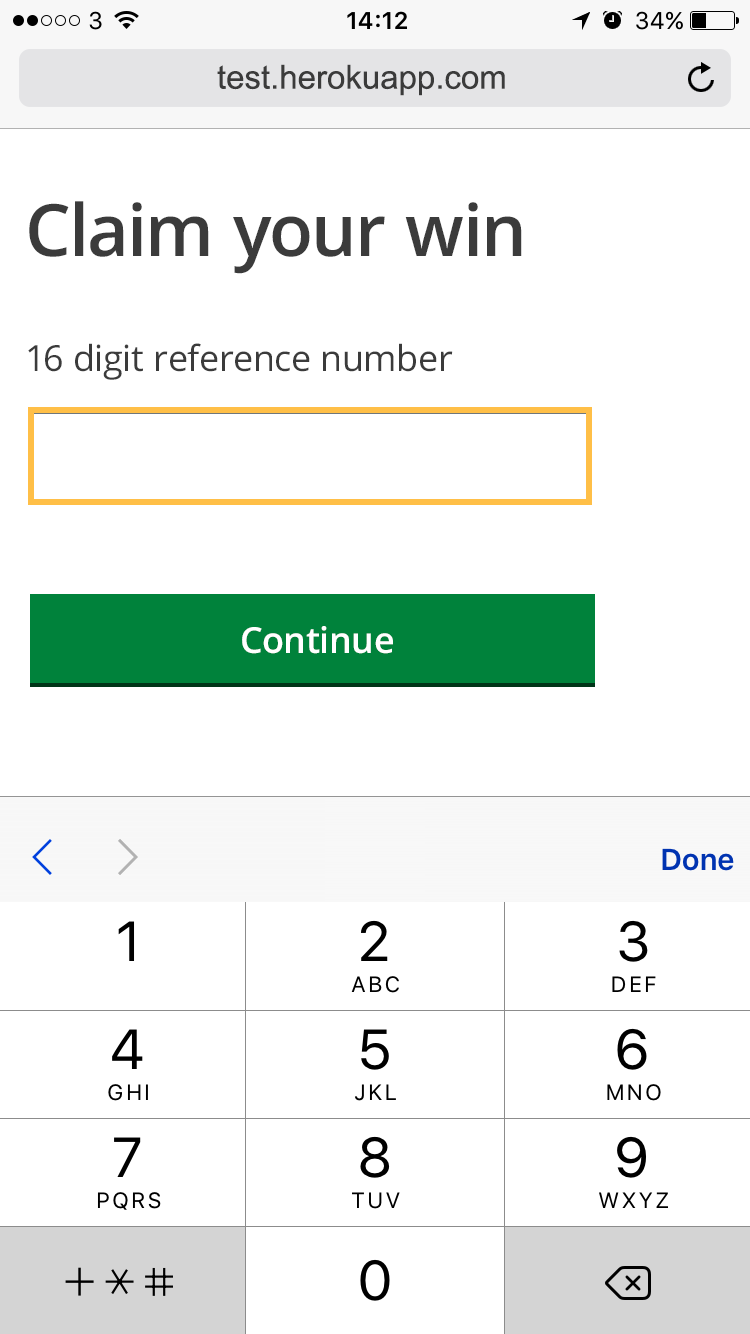 3 14:12 34%
test.herokuapp.com
Claim your win
16 digit reference number
Continue
Done
1 2 3
ABC DEF
4 5 6
GHI JKL MNO
7 8 9
PQRS TUV WXYZ
+*# 0